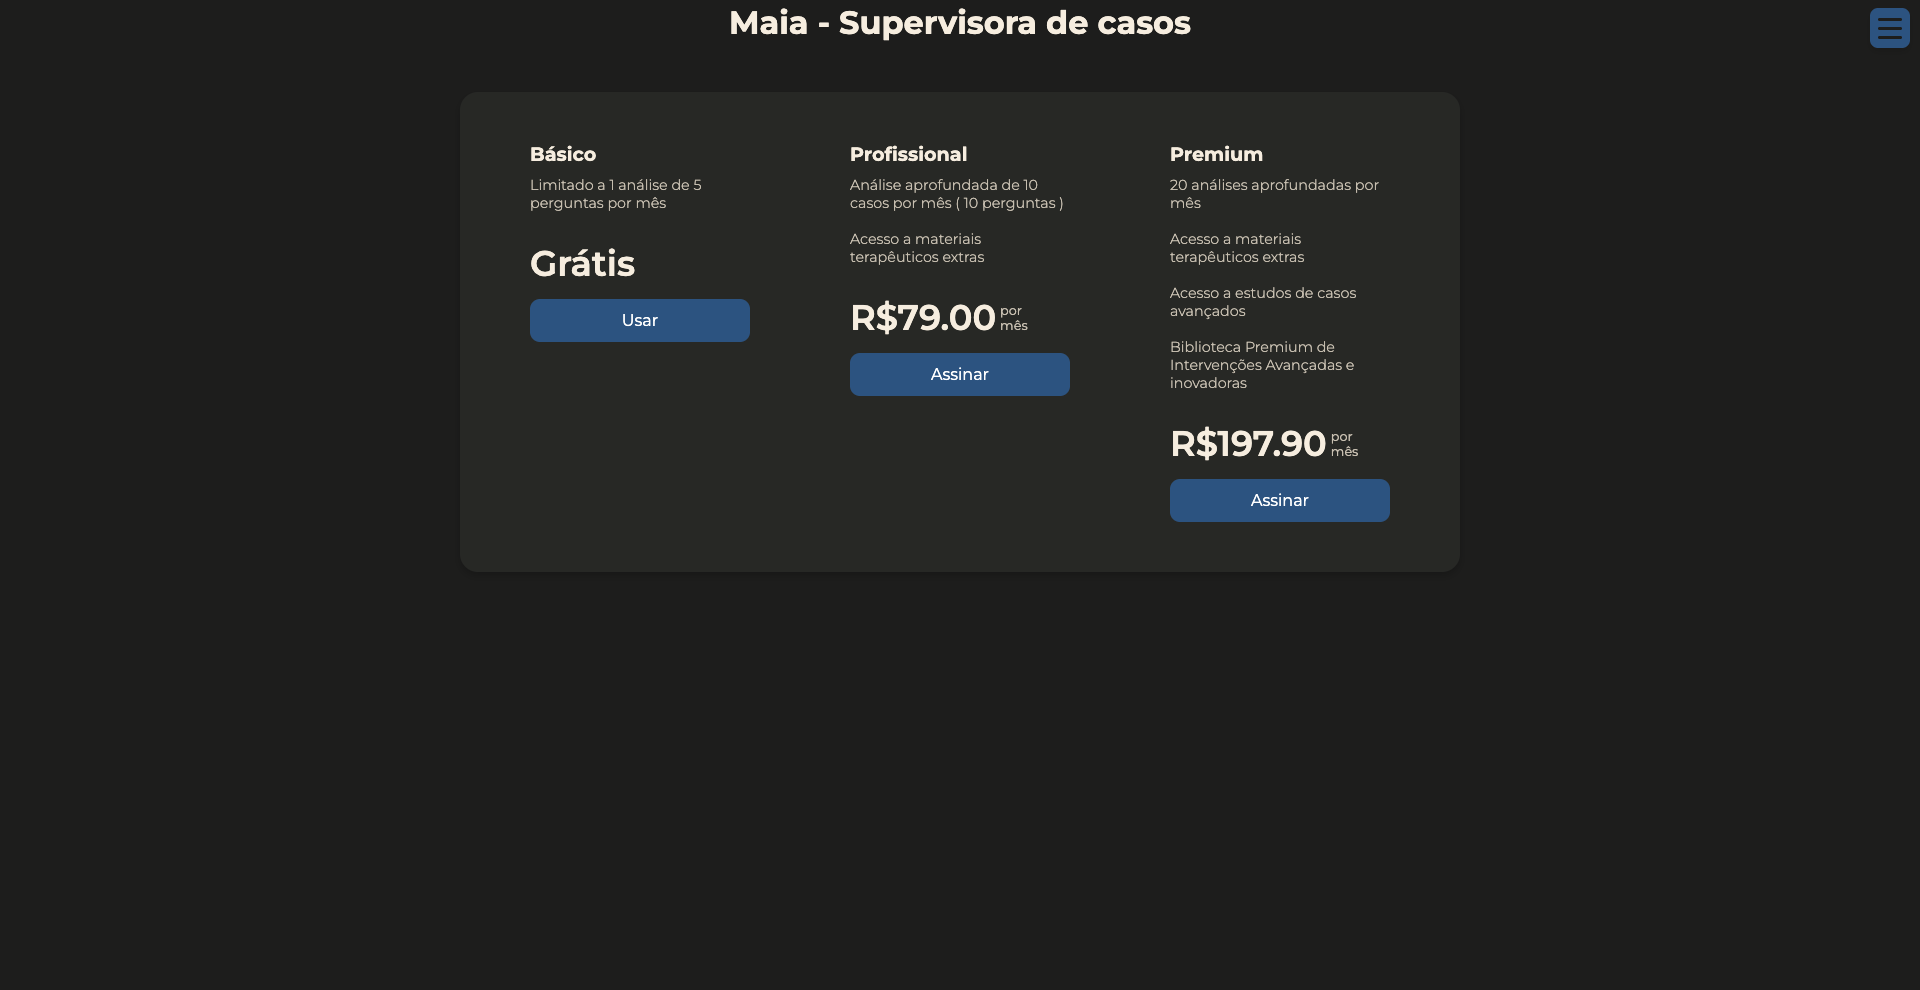 Maia - Supervisora de casos
Básico
Limitado a 1 análise de 5
perguntas por mês
Grátis
Usar
Profissional
Análise aprofundada de 10
casos por mês ( 10 perguntas )
Acesso a materiais
terapêuticos extras
R$79.00 por
mês
Assinar
Premium
20 análises aprofundadas por
mês
Acesso a materiais
terapêuticos extras
Acesso a estudos de casos
avançados
Biblioteca Premium de
Intervenções Avançadas e
inovadoras
R$197.90 por
mês
Assinar